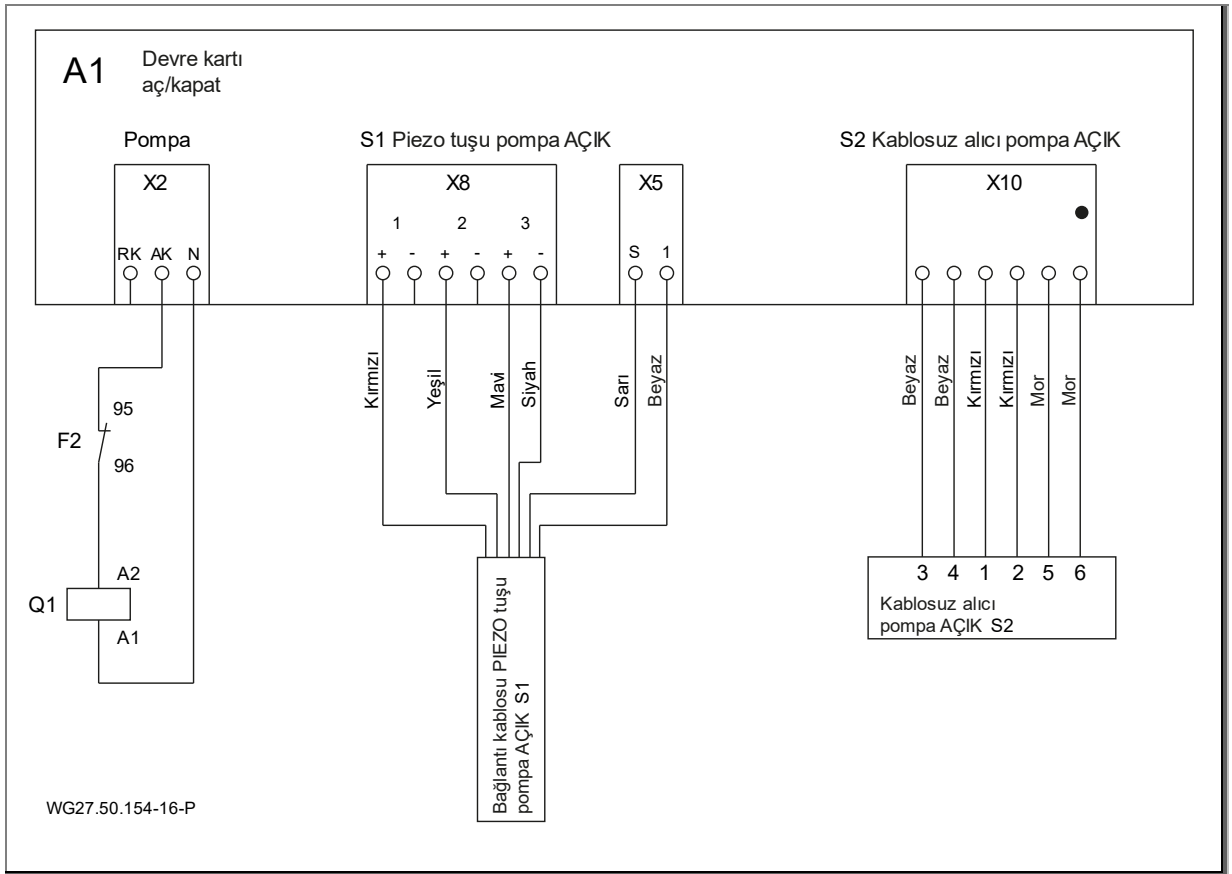 A1
Devre kartı
aç/kapat
Pompa
S1 Piezo tuşu pompa AÇIK
S2 Kablosuz alıcı pompa AÇIK
X2
X8
X5
X10
1 2 3
RK AK N
+ - + - + -
S 1
Kırmızı
Yeşil
Mavi
Siyah
Sarı
Beyaz
Beyaz
Beyaz
Kırmızı
Kırmızı
Mor
Mor
95
F2
96
A2
Q1
A1
Bağlantı kablosu PIEZO tuşu
pompa AÇIK S1
3 4 1 2 5 6
Kablosuz alıcı
pompa AÇIK S2
WG27.50.154-16-P